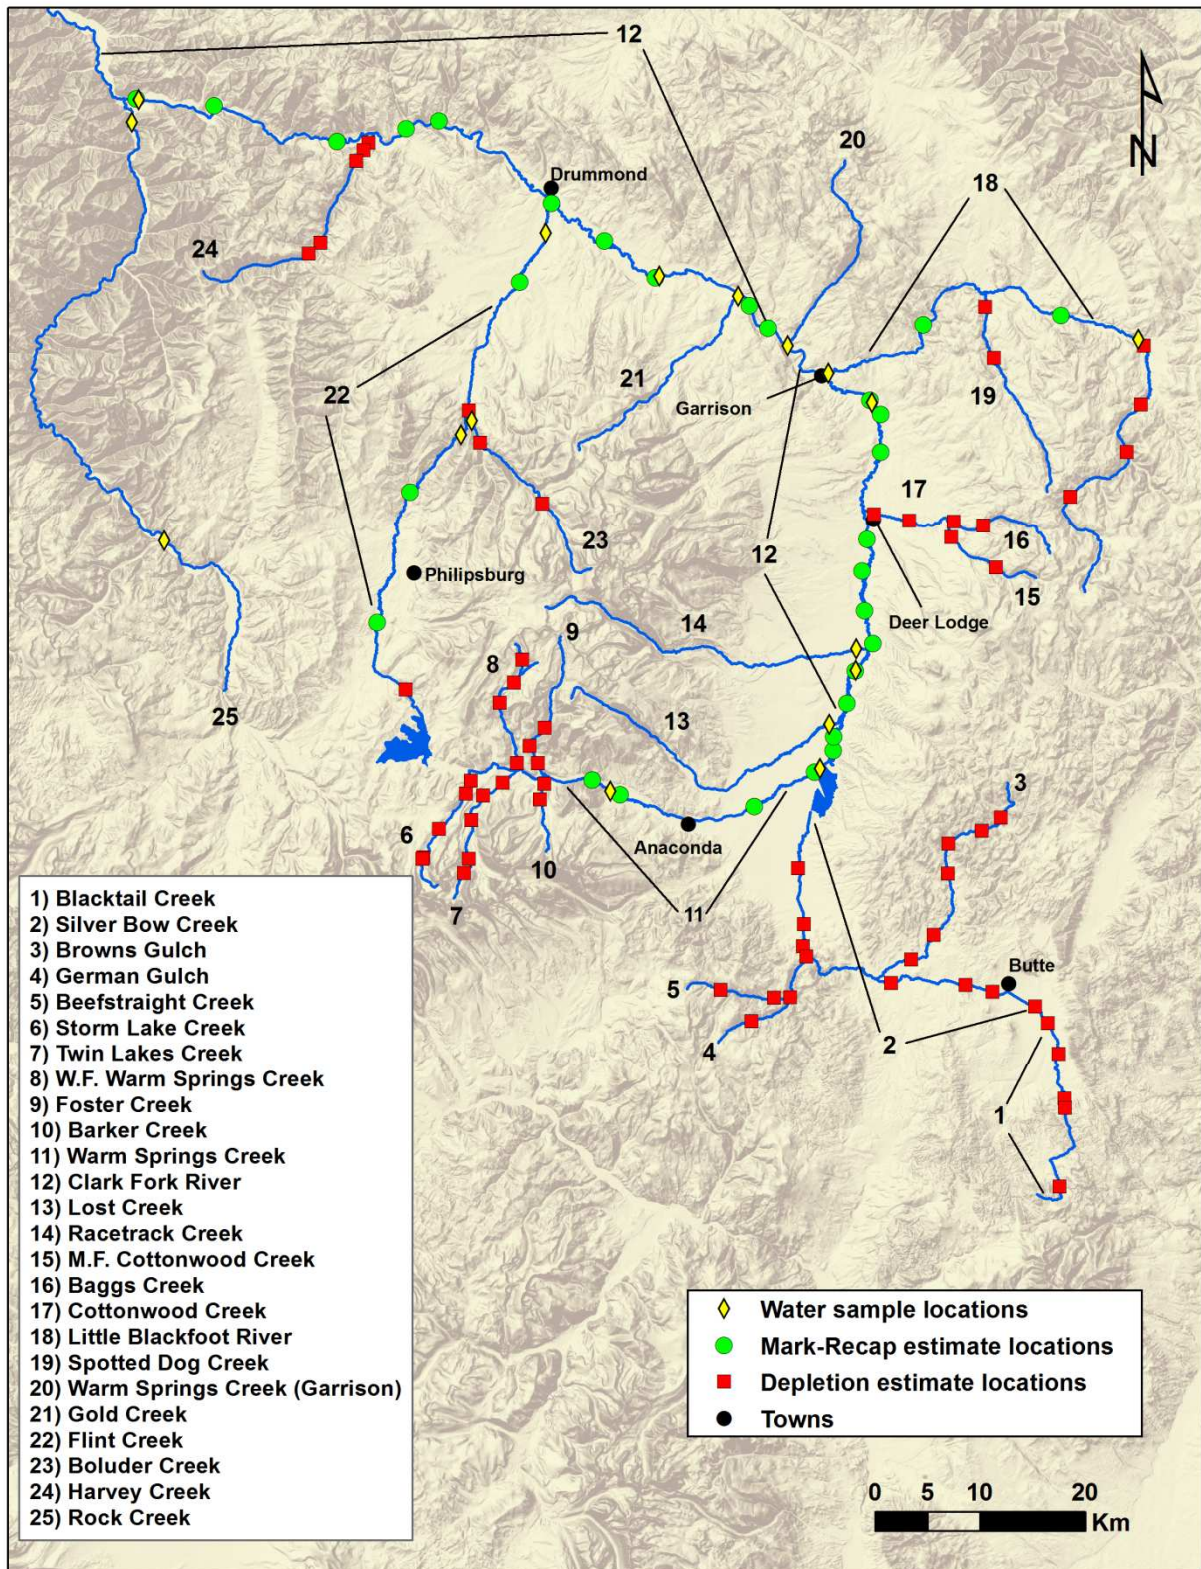 12
20
N
Drummond
18
24
22
21
Garrison
19
17
16
23
12
Philipsburg
15
14
Deer Lodge
9
8
25
13
3
6
Anaconda
10
7
11
Butte
5
4
2
1
1) Blacktail Creek
2) Silver Bow Creek
3) Browns Gulch
4) German Gulch
5) Beefstraight Creek
6) Storm Lake Creek
7) Twin Lakes Creek
8) W.F. Warm Springs Creek
9) Foster Creek
10) Barker Creek
11) Warm Springs Creek
12) Clark Fork River
13) Lost Creek
14) Racetrack Creek
15) M.F. Cottonwood Creek
16) Baggs Creek
17) Cottonwood Creek
18) Little Blackfoot River
19) Spotted Dog Creek
20) Warm Springs Creek (Garrison)
21) Gold Creek
22) Flint Creek
23) Boluder Creek
24) Harvey Creek
25) Rock Creek
Water sample locations
Mark-Recap estimate locations
Depletion estimate locations
Towns
0 5 10 20
Km